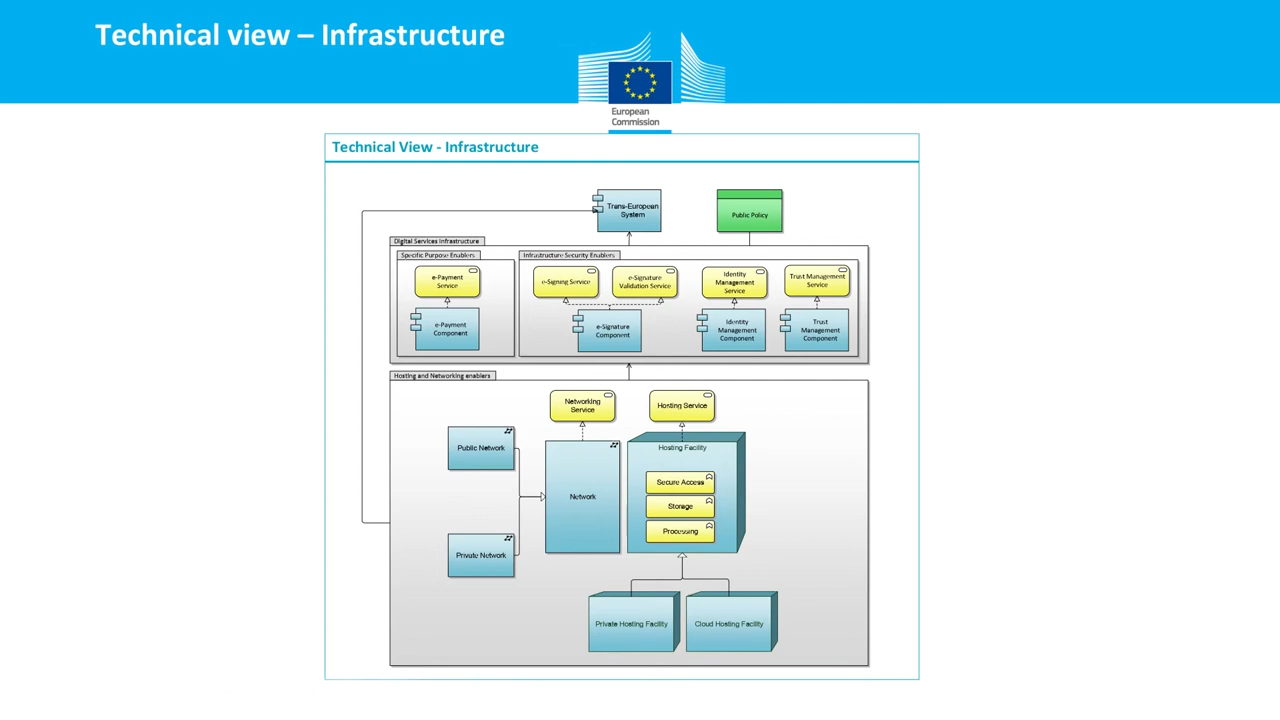 Technical view – Infrastructure
European
Commission
Technical View - Infrastructure
Trans-European
System
Public Policy
Digital Services Infrastructure
Specific Purpose Enablers
Infrastructure Security Enablers
e-Payment
Service
e-Signing Service
e-Signature
Validation Service
Identity
Management
Service
Trust Management
Service
e-Payment
Component
e-Signature
Component
Identity
Management
Component
Trust
Management
Component
Hosting and Networking enablers
Networking
Service
Hosting Service
Public Network
Hosting Facility
Secure Access
Network
Storage
Processing
Private Network
Private Hosting Facility
Cloud Hosting Facility